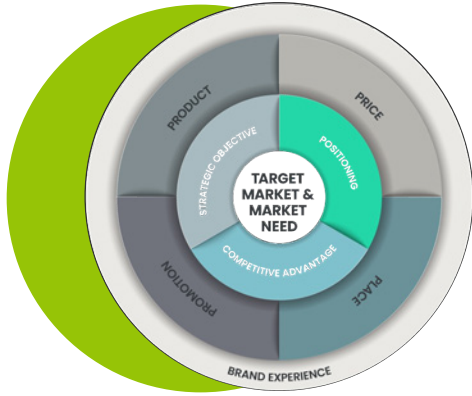 PRODUCT
PRICE
STRATEGIC OBJECTIVE
POSITIONING
TARGET
MARKET &
MARKET
NEED
COMPETITIVE ADVANTAGE
PROMOTION
PLACE
BRAND EXPERIENCE